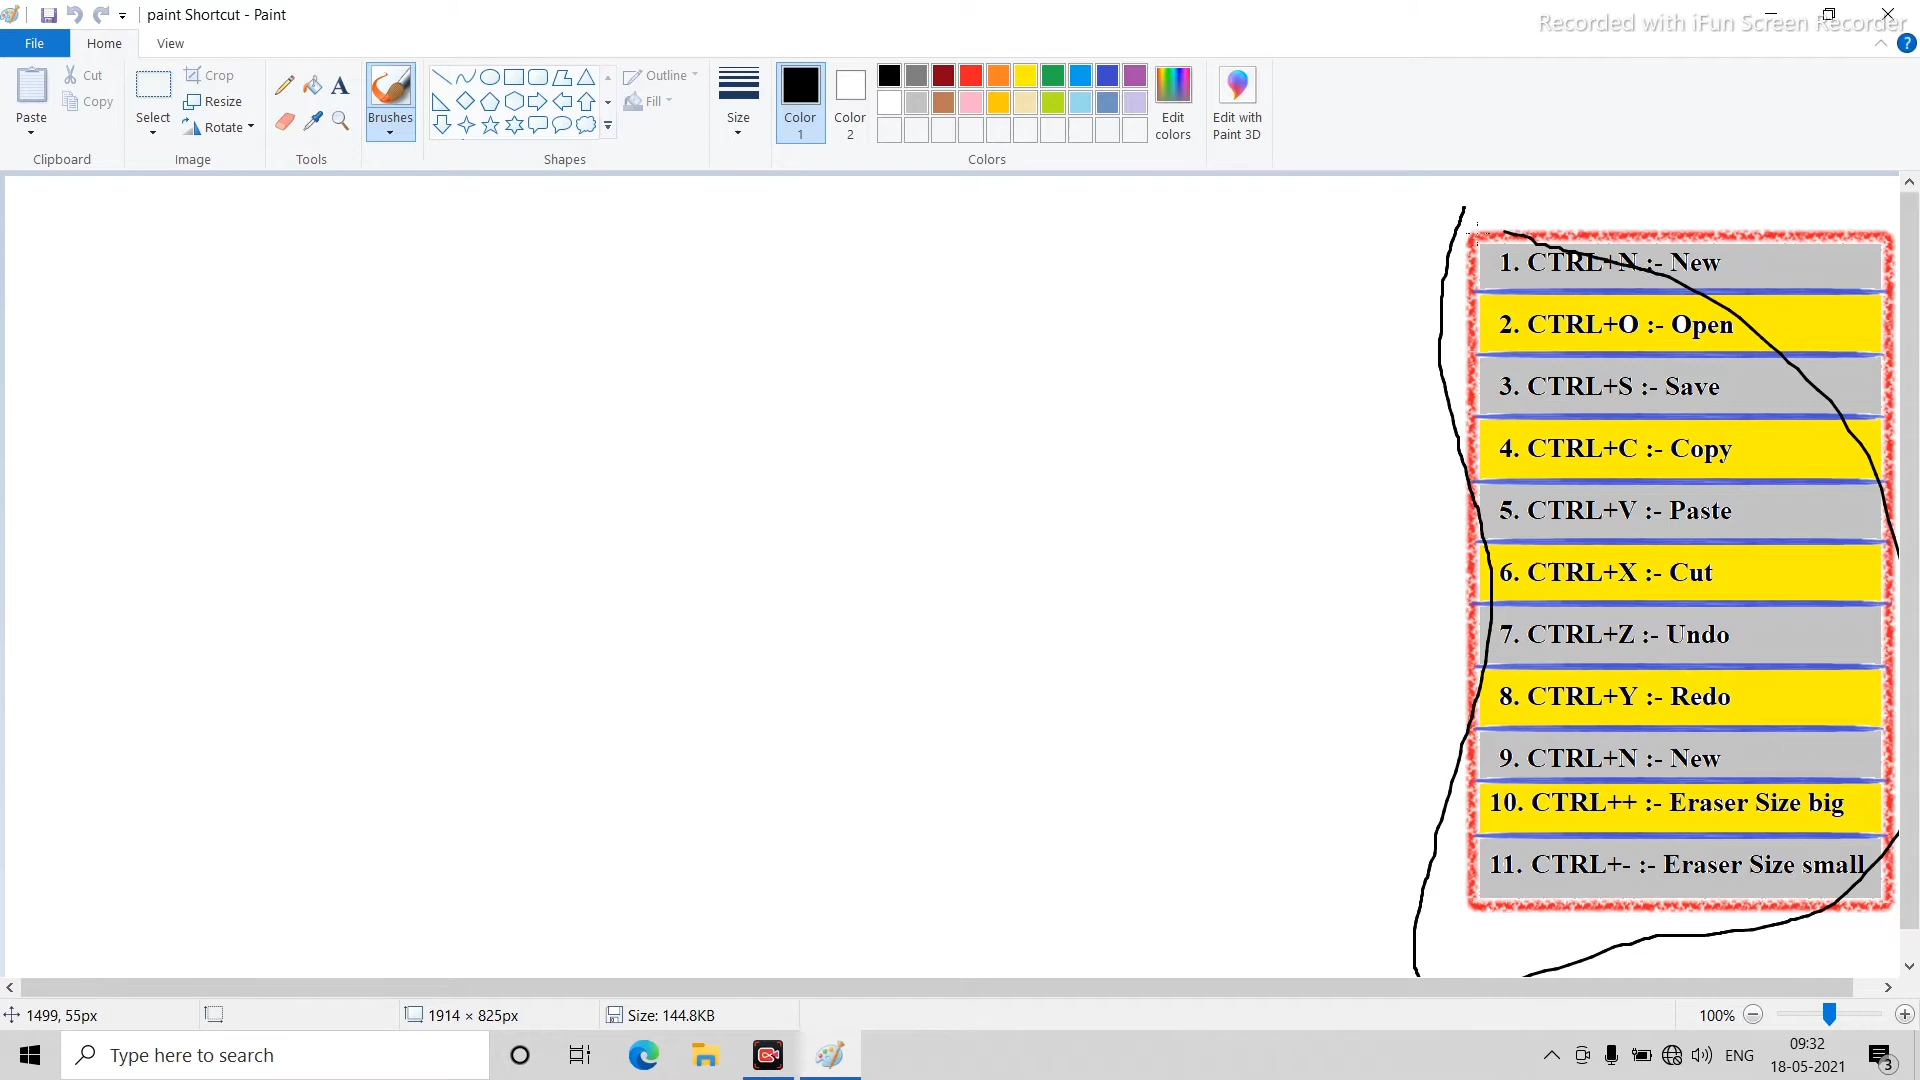 paint Shortcut - Paint
Recorded with iFun Screen Recorder
File Home View
Paste
Cut
Copy
Clipboard
Select
Crop
Resize
Rotate
Image
A
Tools
Brushes
Outline
Fill
Shapes
Size
Color 1
Color 2
Edit colors
Colors
Edit with Paint 3D
1. CTRL+N :- New
2. CTRL+O :- Open
3. CTRL+S :- Save
4. CTRL+C :- Copy
5. CTRL+V :- Paste
6. CTRL+X :- Cut
7. CTRL+Z :- Undo
8. CTRL+Y :- Redo
9. CTRL+N :- New
10. CTRL++ :- Eraser Size big
11. CTRL+- :- Eraser Size small
1499, 55px
1914 × 825px
Size: 144.8KB
100%
Type here to search
ENG
09:32
18-05-2021
3